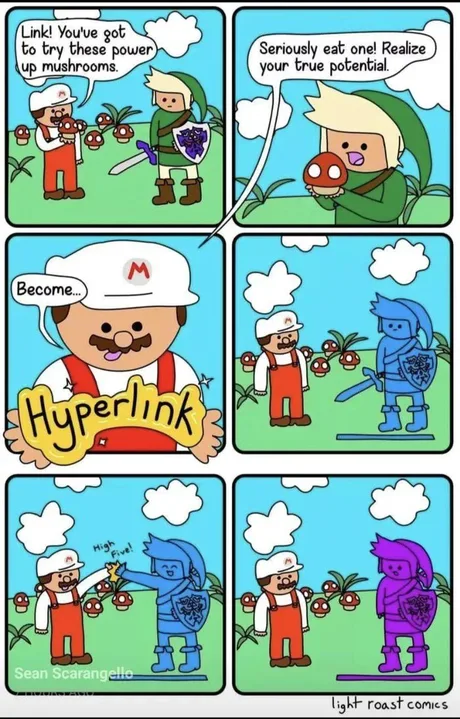 Link! You've got
to try these power
up mushrooms.
Seriously eat one! Realize
your true potential.
M
Become...
Hyperlink
High
Five!
Sean Scarangello
light roast comics